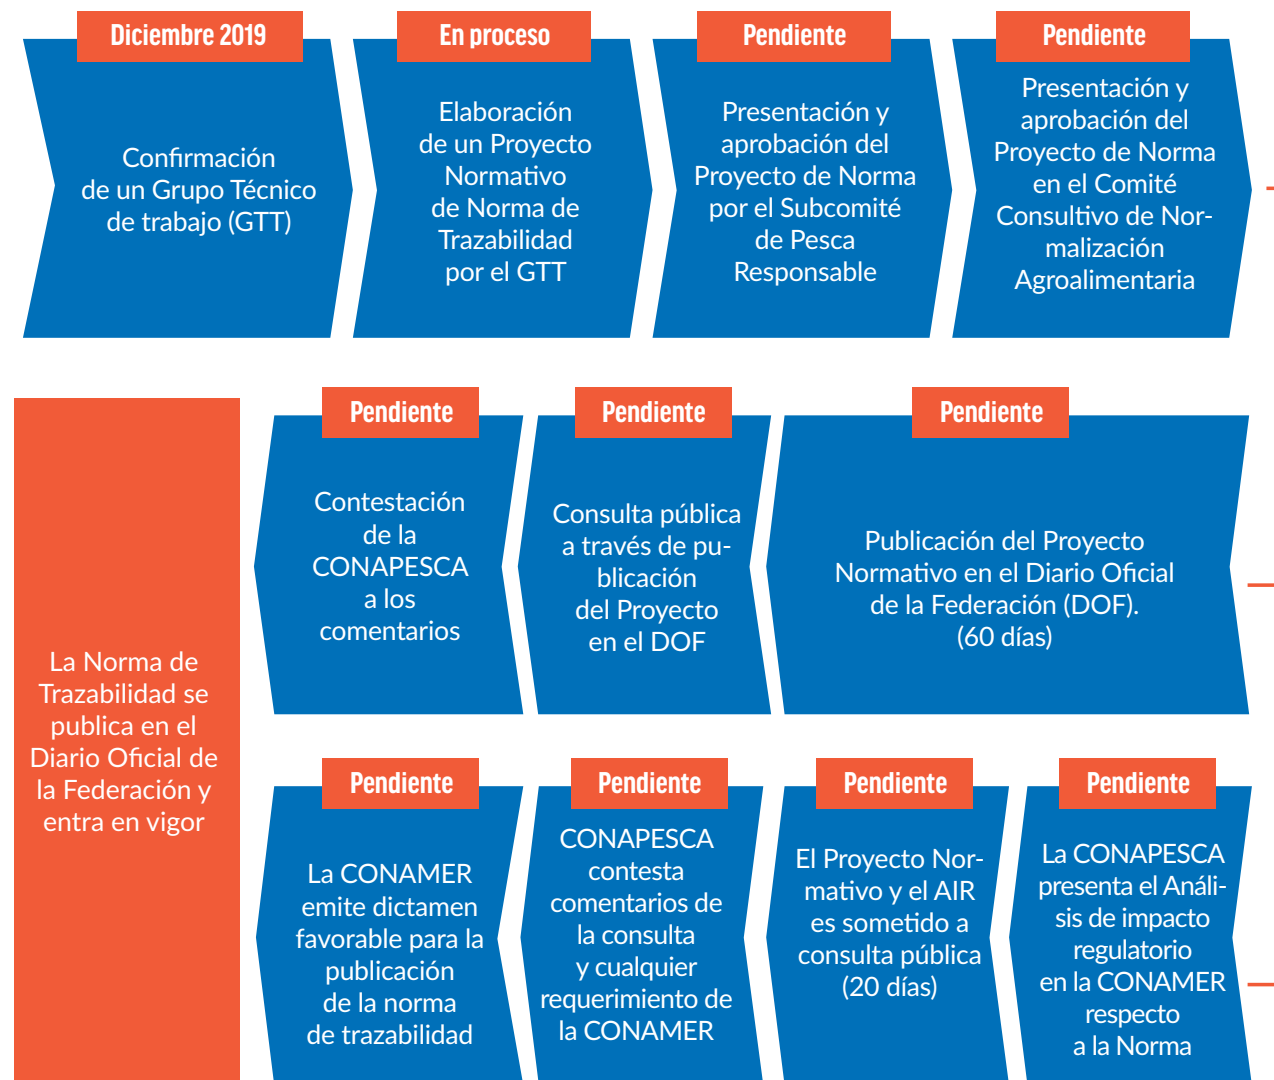 Diciembre 2019
Confirmación
de un Grupo Técnico
de trabajo (GTT)
En proceso
Elaboración
de un Proyecto
Normativo
de Norma de
Trazabilidad
por el GTT
Pendiente
Presentación y
aprobación del
Proyecto de Norma
por el Subcomité
de Pesca
Responsable
Pendiente
Presentación y
aprobación del
Proyecto de Norma
en el Comité
Consultivo de Nor-
malización
Agroalimentaria
Pendiente
Publicación del Proyecto
Normativo en el Diario Oficial
de la Federación (DOF).
(60 días)
Pendiente
Consulta pública
a través de pu-
blicación
del Proyecto
en el DOF
Pendiente
Contestación
de la
CONAPESCA
a los
comentarios
Pendiente
La CONAPESCA
presenta el Análi-
sis de impacto
regulatorio
en la CONAMER
respecto
a la Norma
Pendiente
El Proyecto Nor-
mativo y el AIR
es sometido a
consulta pública
(20 días)
Pendiente
CONAPESCA
contesta
comentarios de
la consulta
y cualquier
requerimiento de
la CONAMER
Pendiente
La CONAMER
emite dictamen
favorable para la
publicación
de la norma
de trazabilidad
La Norma de
Trazabilidad se
publica en el
Diario Oficial de
la Federación y
entra en vigor